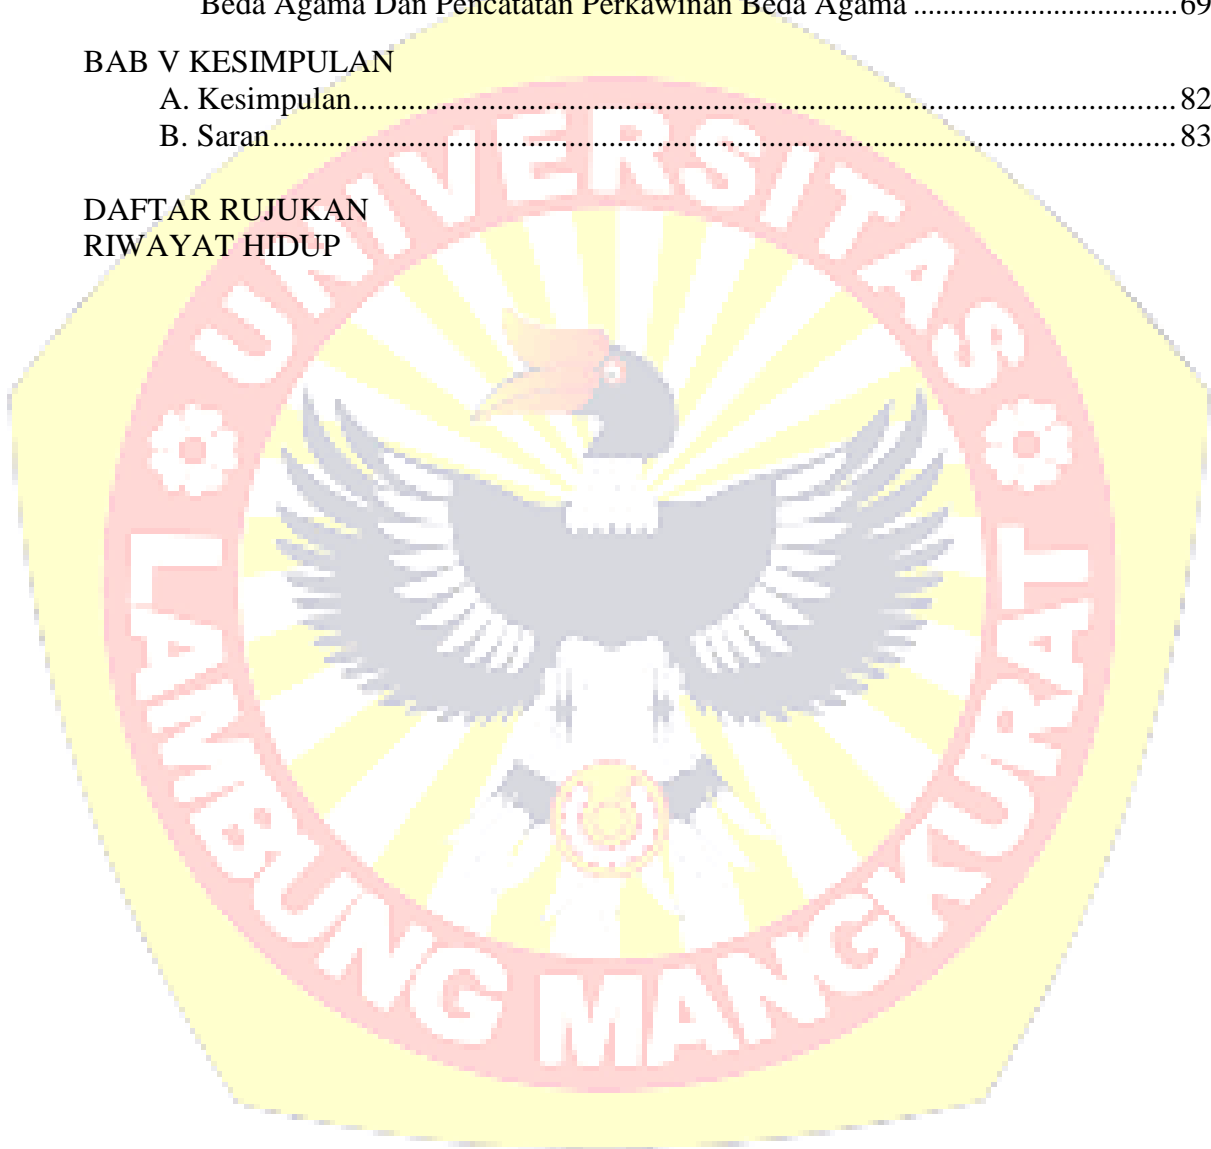 Beda Agama Dan Pencatatan Perkawinan Beda Agama ................................... 69
BAB V KESIMPULAN
A. Kesimpulan.................................................................................................... 82
B. Saran.............................................................................................................. 83
DAFTAR RUJUKAN
RIWAYAT HIDUP
UNIVERSITAS
LAMBUNG MANGKURAT